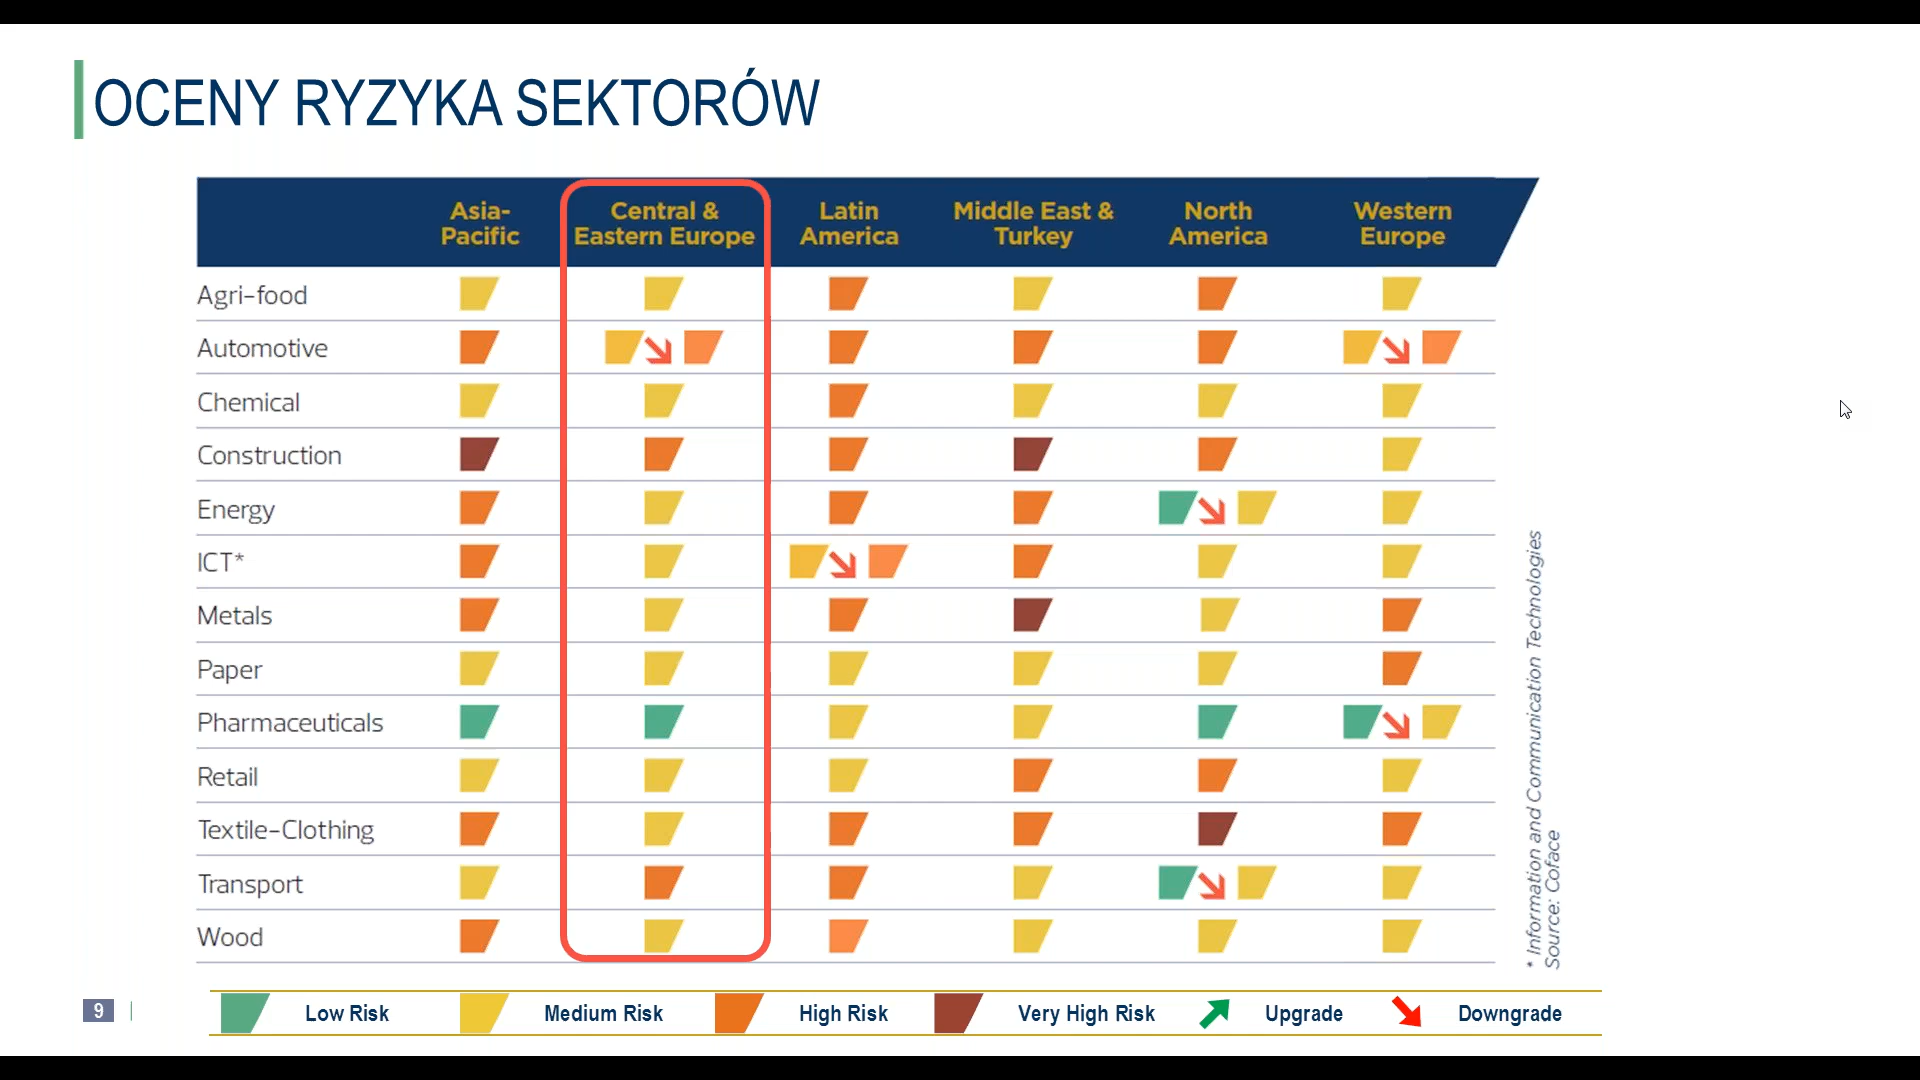 OCENY RYZYKA SEKTORÓW
Asia-
Pacific
Central &
Eastern Europe
Latin
America
Middle East &
Turkey
North
America
Western
Europe
Agri-food
Automotive
Chemical
Construction
Energy
ICT*
Metals
Paper
Pharmaceuticals
Retail
Textile-Clothing
Transport
Wood
* Information and Communication Technologies
Source: Coface
9
Low Risk
Medium Risk
High Risk
Very High Risk
Upgrade
Downgrade